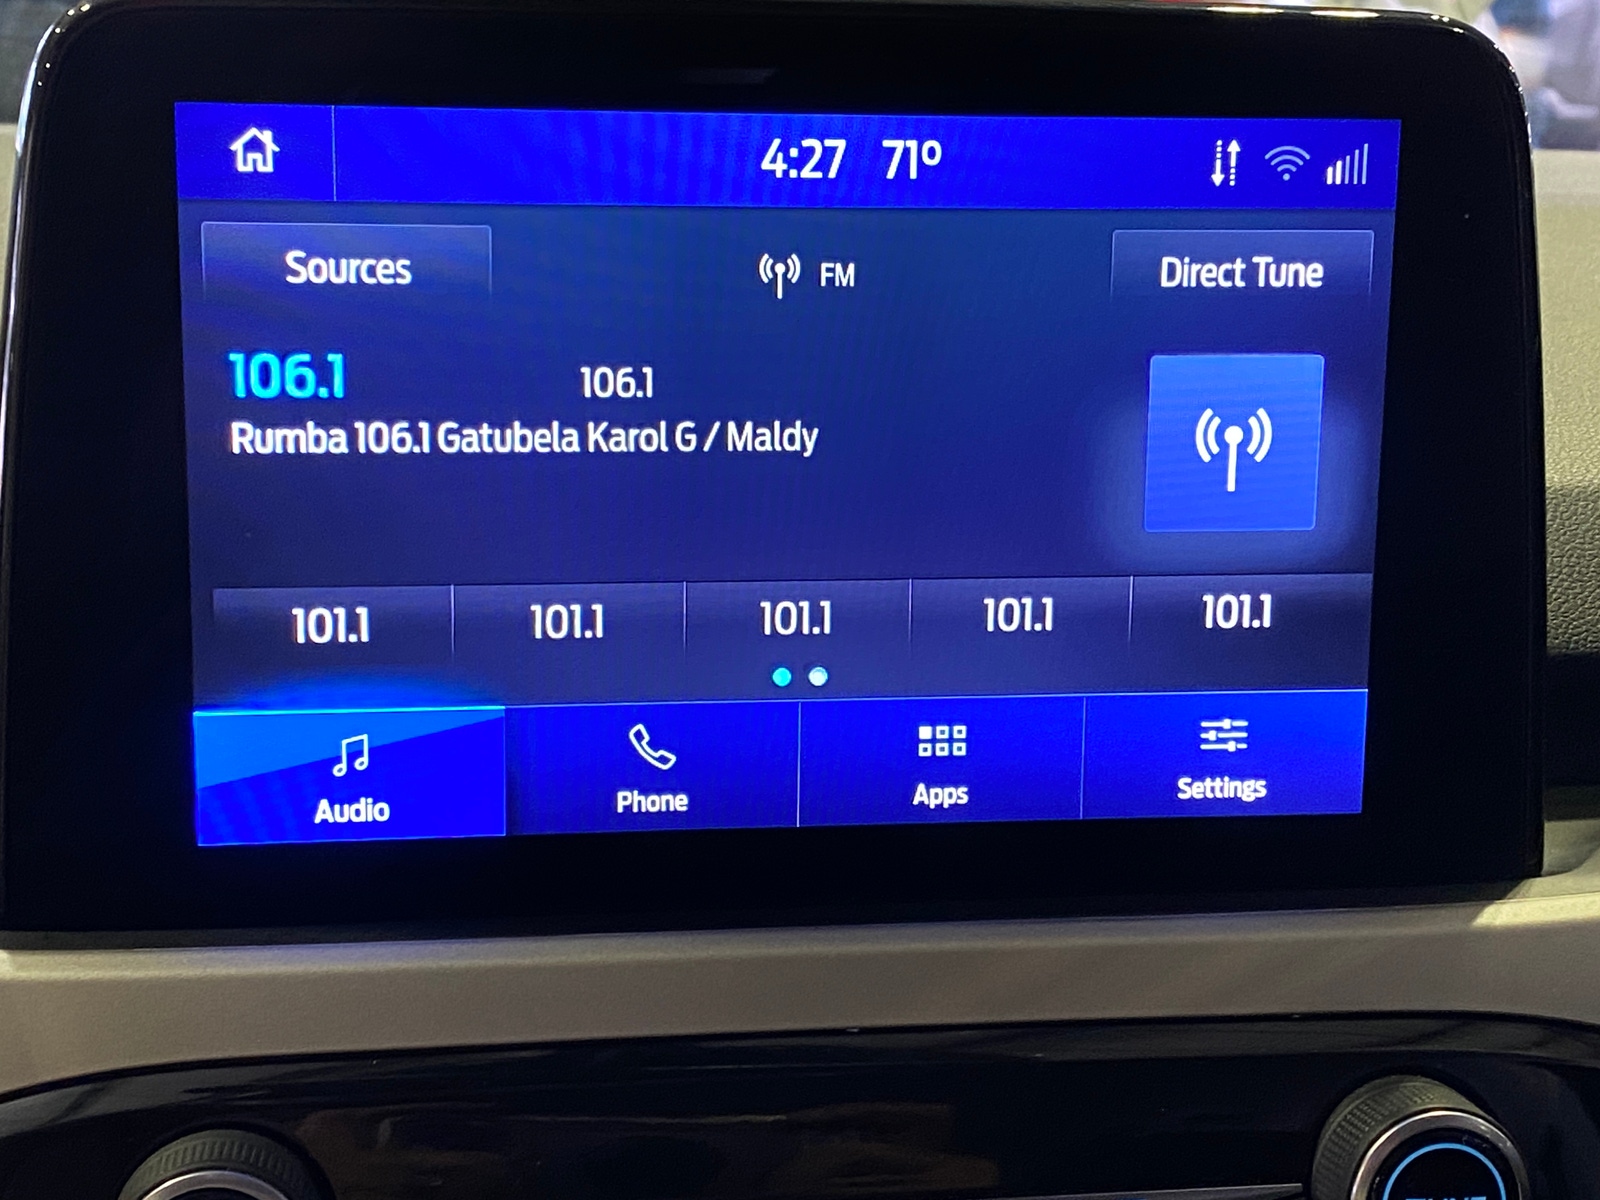 4:27 71°
Sources FM Direct Tune
106.1 106.1
Rumba 106.1 Gatubela Karol G / Maldy
101.1 101.1 101.1 101.1 101.1
Audio Phone Apps Settings